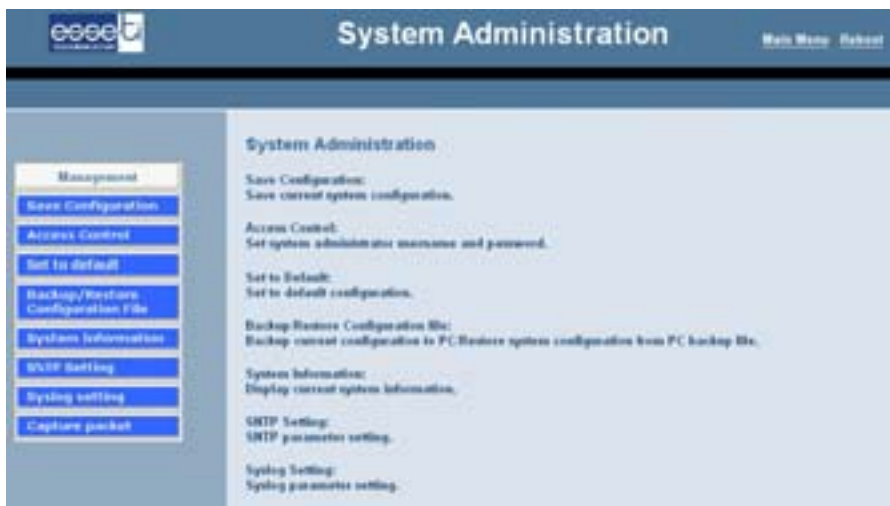 esseti
System Administration
Main Menu Reboot
Management
Save Configuration
Access Control
Set to default
Backup/Restore
Configuration File
System Information
SNTP Setting
Syslog setting
Capture packet
System Administration
Save Configuration:
Save current system configuration.
Access Control:
Set system administrator username and password.
Set to Default:
Set to default configuration.
Backup/Restore Configuration file:
Backup current configuration to PC/Restore system configuration from PC backup file.
System Information:
Display current system information.
SNTP Setting:
SNTP parameter setting.
Syslog Setting:
Syslog parameter setting.